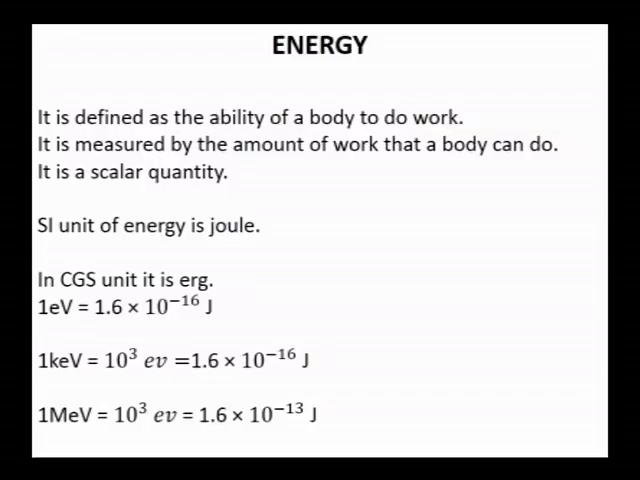 ENERGY
It is defined as the ability of a body to do work.
It is measured by the amount of work that a body can do.
It is a scalar quantity.
SI unit of energy is joule.
In CGS unit it is erg.
1eV = 1.6 × 10⁻¹⁶ J
1keV = 10³ ev =1.6 × 10⁻¹⁶ J
1MeV = 10³ ev = 1.6 × 10⁻¹³ J